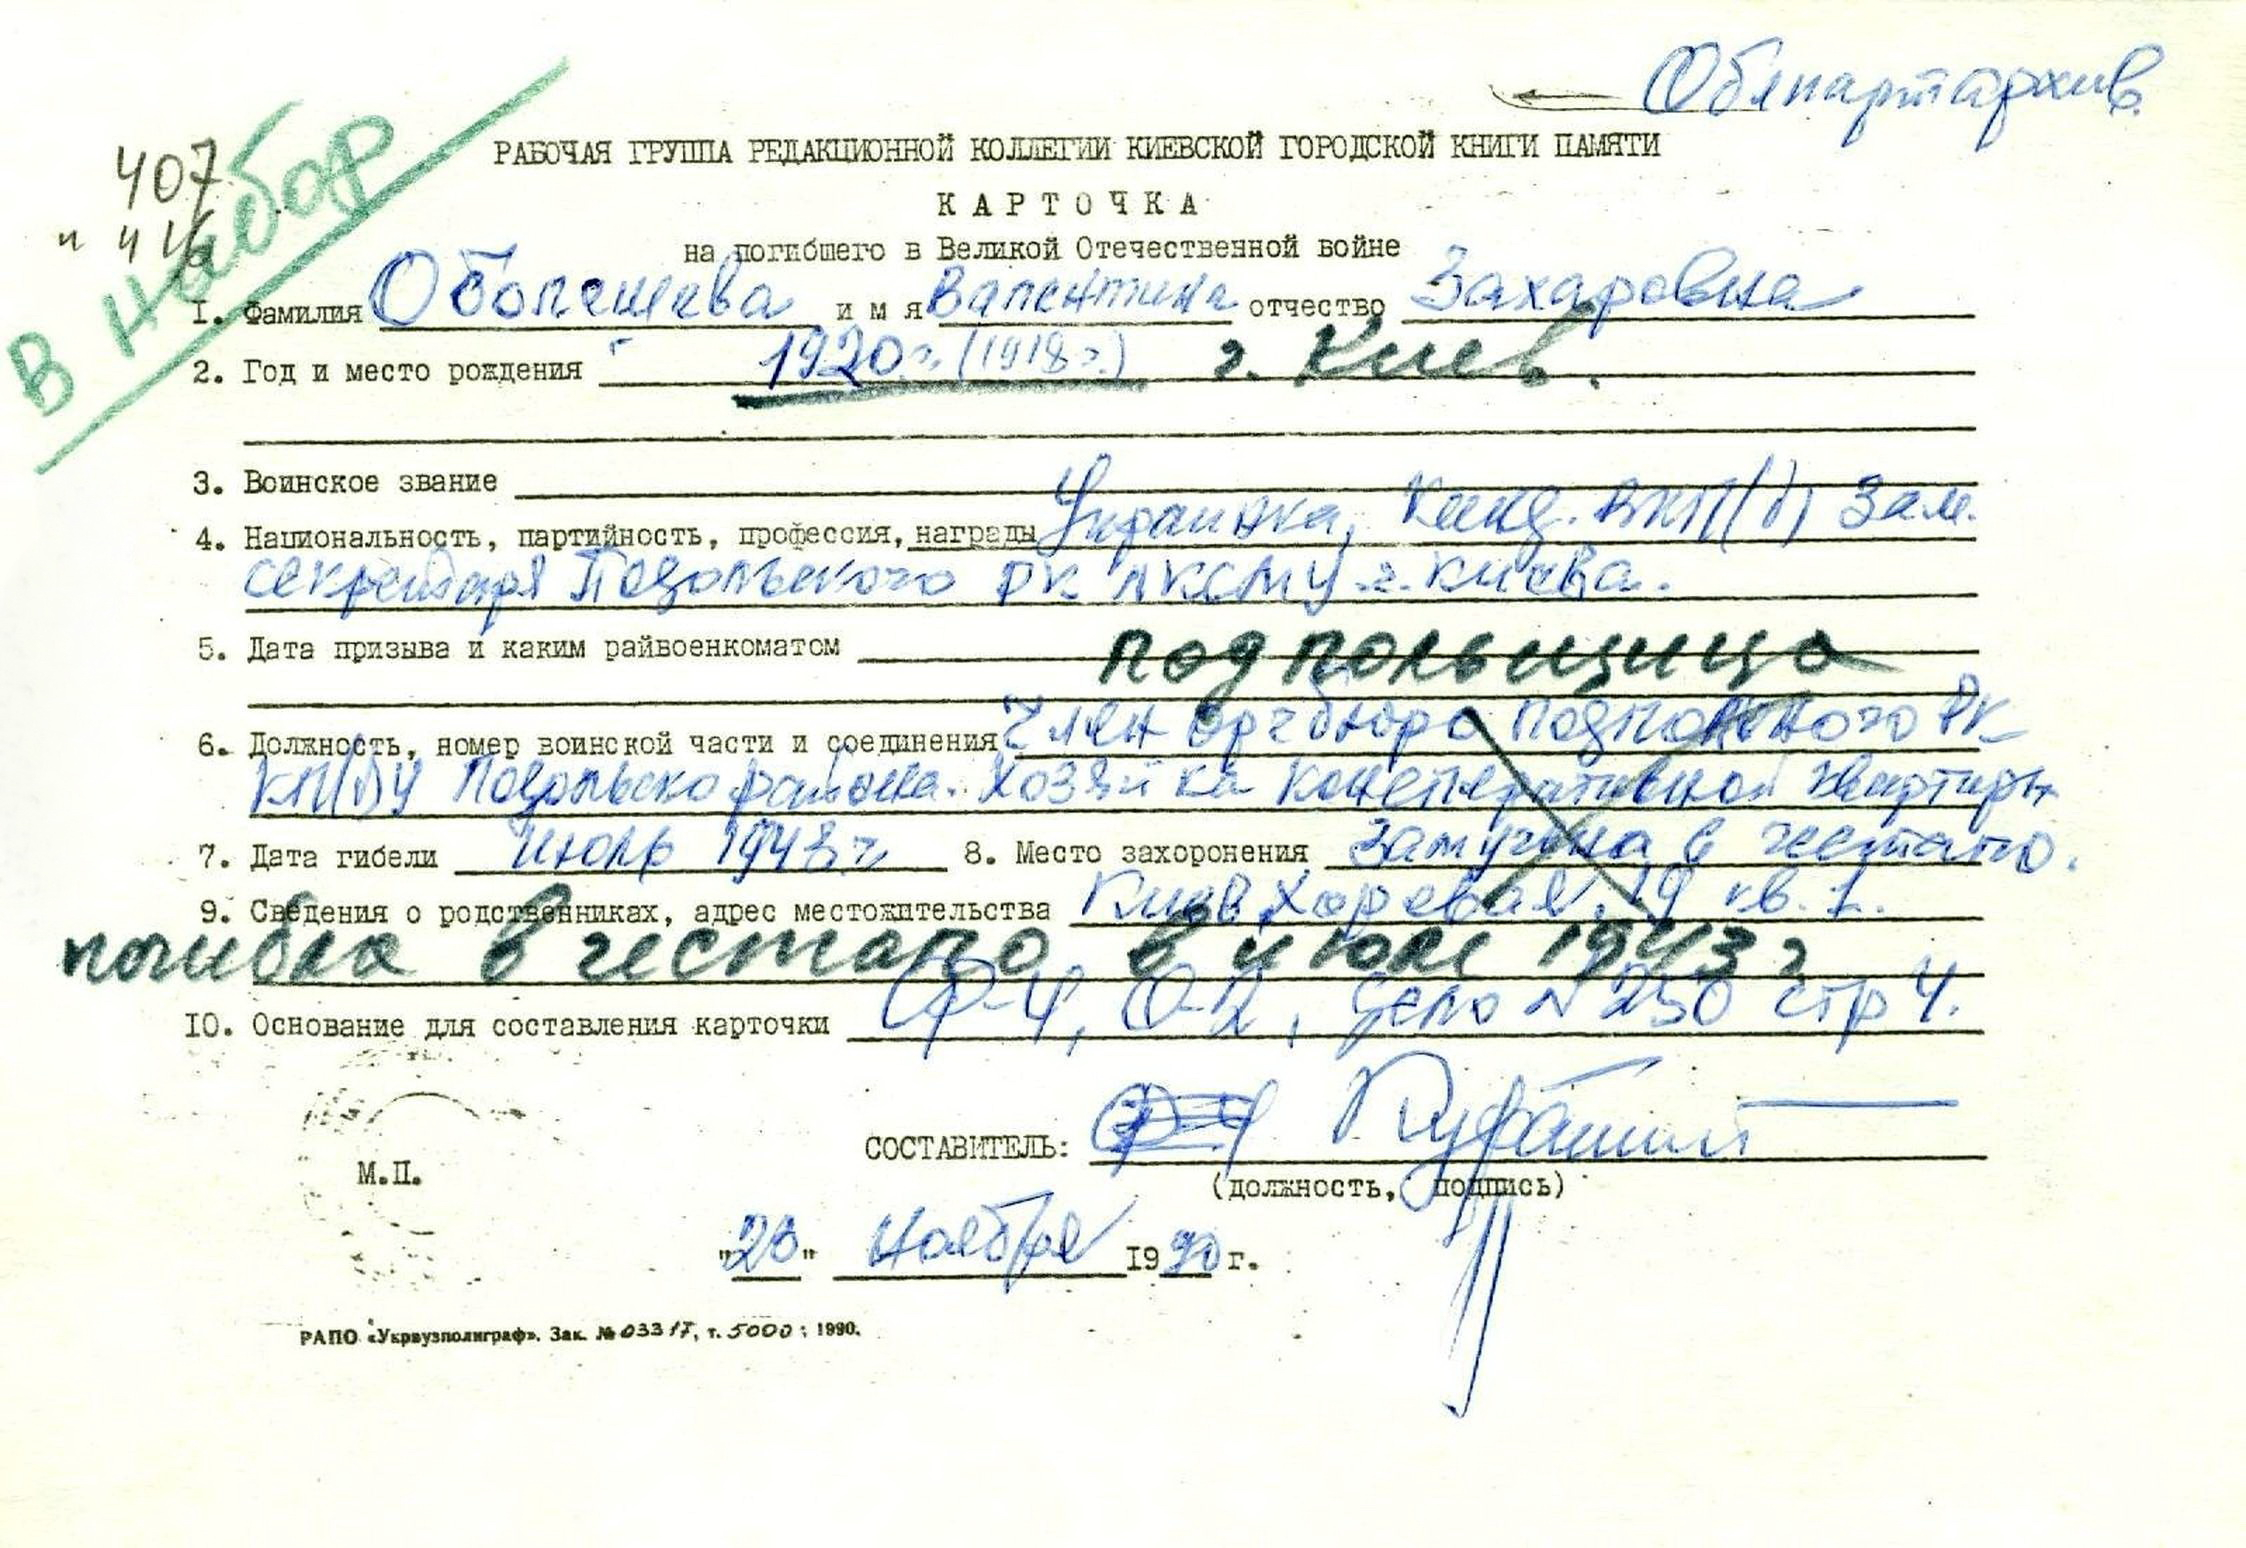 Облпартархив
407
РАБОЧАЯ ГРУППА РЕДАКЦИОННОЙ КОЛЛЕГИИ КИЕВСКОЙ ГОРОДСКОЙ КНИГИ ПАМЯТИ
КАРТОЧКА
и 416
на погибшего в Великой Отечественной войне
В набор
1. Фамилия Оболешева имя Валентина отчество Захаровна
2. Год и место рождения 1920 г. (1918 г.) г. Киев.
3. Воинское звание
4. Национальность, партийность, профессия, награды Украинка, Канд. ВКП(б) Зам.
секретаря Подольского РК ЛКСМУ г. Киева.
5. Дата призыва и каким райвоенкоматом
подпольщица
6. Должность, номер воинской части и соединения Член оргбюро подпольного РК
КП(б)У Подольско района. Хозяйка конспиративной квартиры
7. Дата гибели июль 1943 г. 8. Место захоронения Замучена в гестапо.
9. Сведения о родственниках, адрес местожительства Киев, Хоревая, 19 кв. 1.
погибла в гестапо в июле 1943 г
10. Основание для составления карточки Ф-4, О-2, дело № 250 стр 4.
СОСТАВИТЕЛЬ:
М.П.
(должность, подпись)
"20" ноября 1990 г.
РАПО «Укрвузполиграф». Зак. № 03317, т. 5000. 1990.